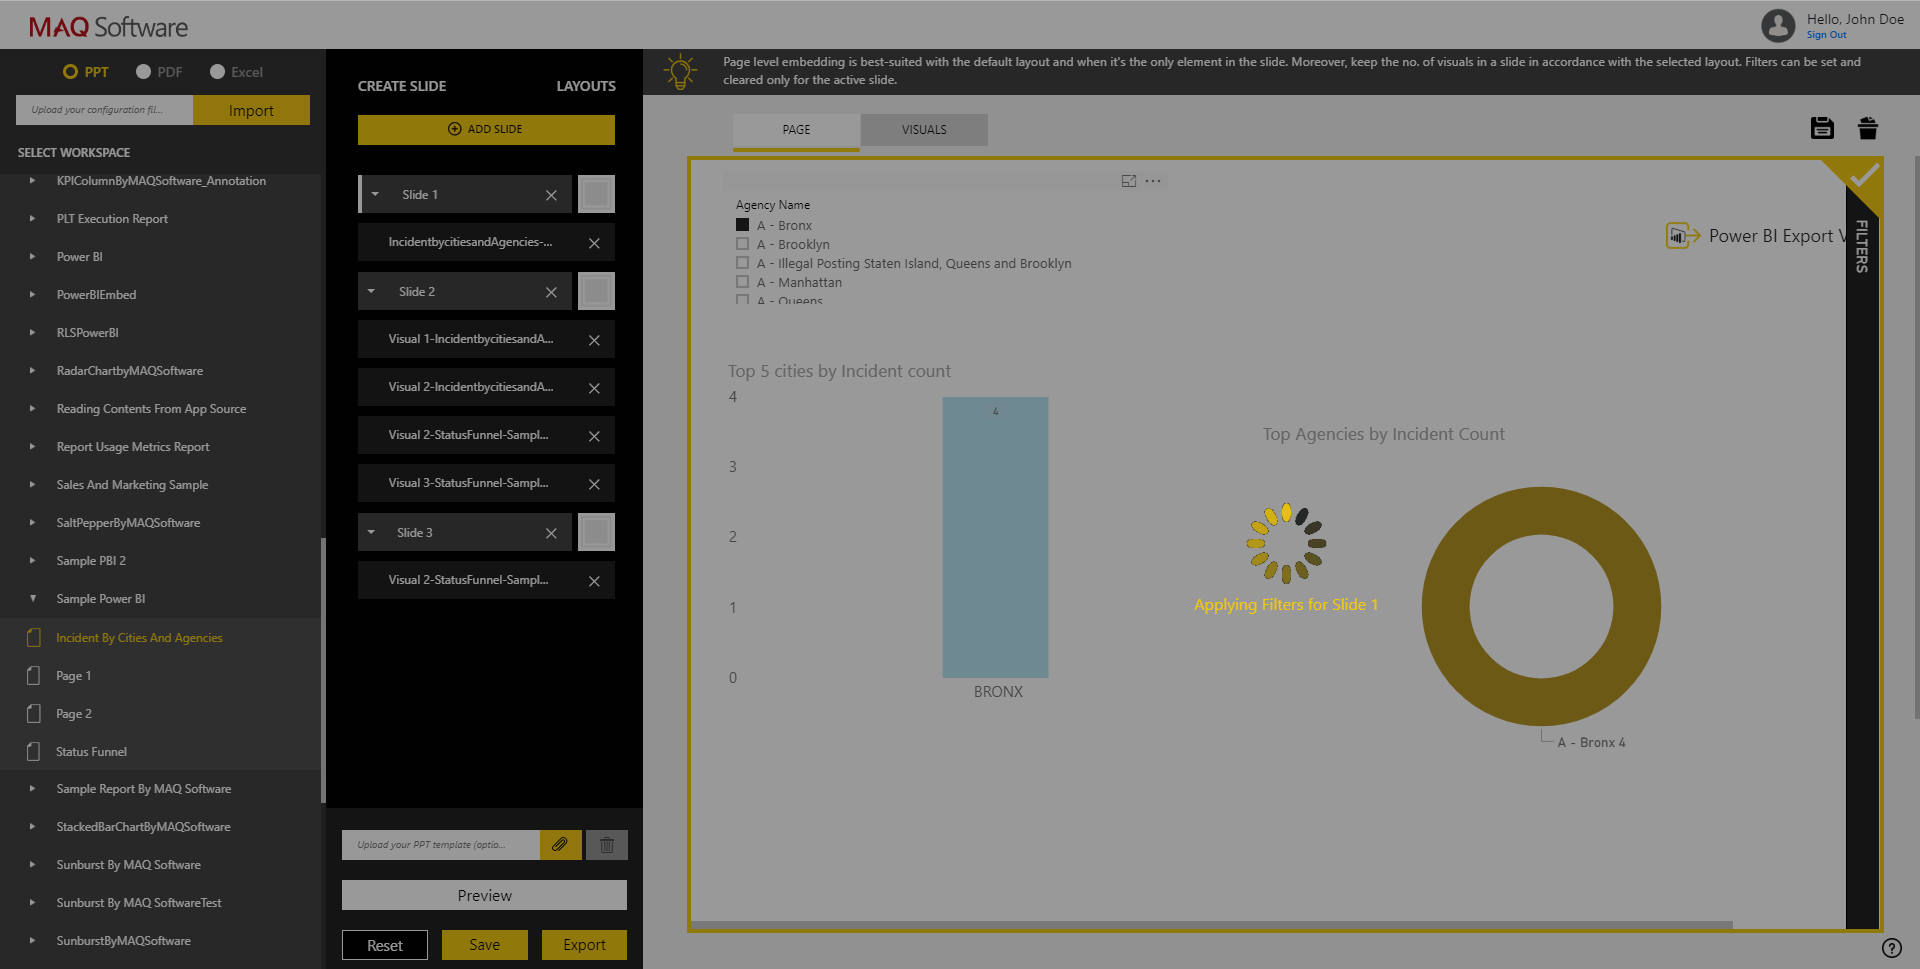 MAQ Software
Hello, John Doe
Sign Out
PPT
PDF
Excel
Upload your configuration fil...
Import
SELECT WORKSPACE
KPIColumnByMAQSoftware_Annotation
PLT Execution Report
Power BI
PowerBIEmbed
RLSPowerBI
RadarChartbyMAQSoftware
Reading Contents From App Source
Report Usage Metrics Report
Sales And Marketing Sample
SaltPepperByMAQSoftware
Sample PBI 2
Sample Power BI
Incident By Cities And Agencies
Page 1
Page 2
Status Funnel
Sample Report By MAQ Software
StackedBarChartByMAQSoftware
Sunburst By MAQ Software
Sunburst By MAQ SoftwareTest
SunburstByMAQSoftware
CREATE SLIDE
LAYOUTS
ADD SLIDE
Slide 1
IncidentbycitiesandAgencies-...
Slide 2
Visual 1-IncidentbycitiesandA...
Visual 2-IncidentbycitiesandA...
Visual 2-StatusFunnel-Sampl...
Visual 3-StatusFunnel-Sampl...
Slide 3
Visual 2-StatusFunnel-Sampl...
Upload your PPT template (optio...
Preview
Reset
Save
Export
Page level embedding is best-suited with the default layout and when it's the only element in the slide. Moreover, keep the no. of visuals in a slide in accordance with the selected layout. Filters can be set and
cleared only for the active slide.
PAGE
VISUALS
Agency Name
A - Bronx
A - Brooklyn
A - Illegal Posting Staten Island, Queens and Brooklyn
A - Manhattan
A - Queens
Power BI Export V
FILTERS
Top 5 cities by Incident count
4
3
2
1
0
4
BRONX
Top Agencies by Incident Count
A - Bronx 4
Applying Filters for Slide 1
?